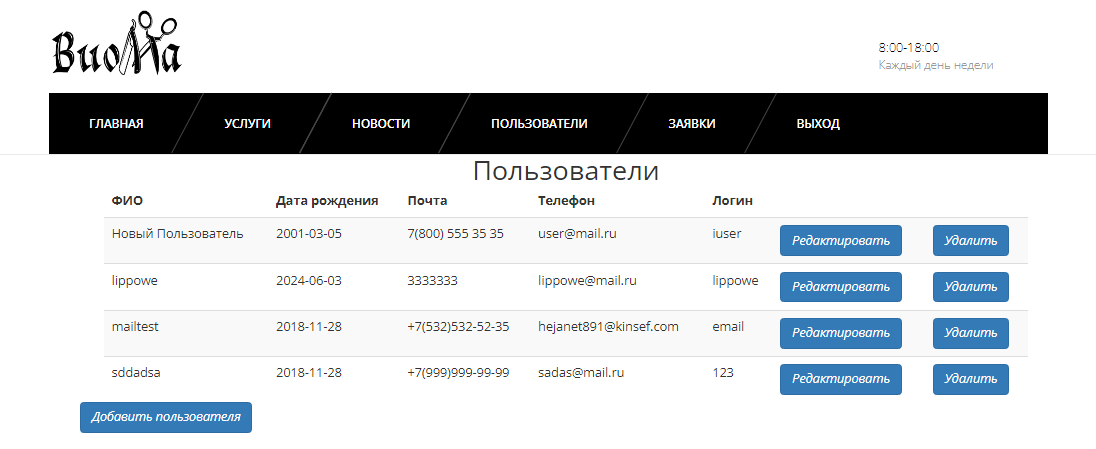 ВиоЛа
8:00-18:00
Каждый день недели
ГЛАВНАЯ УСЛУГИ НОВОСТИ ПОЛЬЗОВАТЕЛИ ЗАЯВКИ ВЫХОД
Пользователи
ФИО Дата рождения Почта Телефон Логин
Новый Пользователь 2001-03-05 7(800) 555 35 35 user@mail.ru iuser Редактировать Удалить
lippowe 2024-06-03 3333333 lippowe@mail.ru lippowe Редактировать Удалить
mailtest 2018-11-28 +7(532)532-52-35 hejanet891@kinsef.com email Редактировать Удалить
sddadsa 2018-11-28 +7(999)999-99-99 sadas@mail.ru 123 Редактировать Удалить
Добавить пользователя